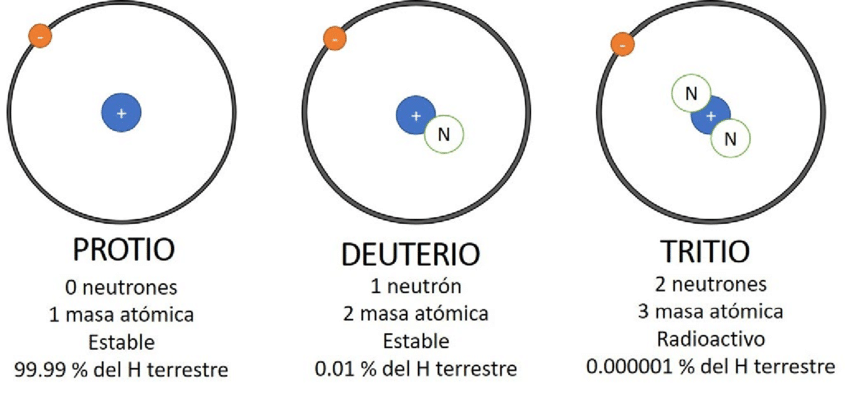 -
+
PROTIO
0 neutrones
1 masa atómica
Estable
99.99 % del H terrestre
-
+
N
DEUTERIO
1 neutrón
2 masa atómica
Estable
0.01 % del H terrestre
-
N
+
N
TRITIO
2 neutrones
3 masa atómica
Radioactivo
0.000001 % del H terrestre